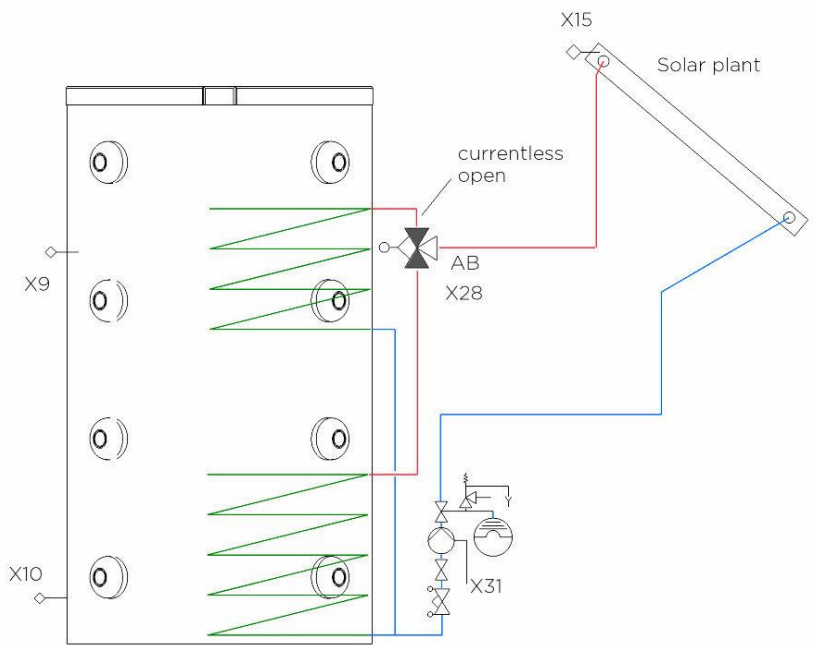 X15
Solar plant
currentless
open
X9
AB
X28
X10
X31